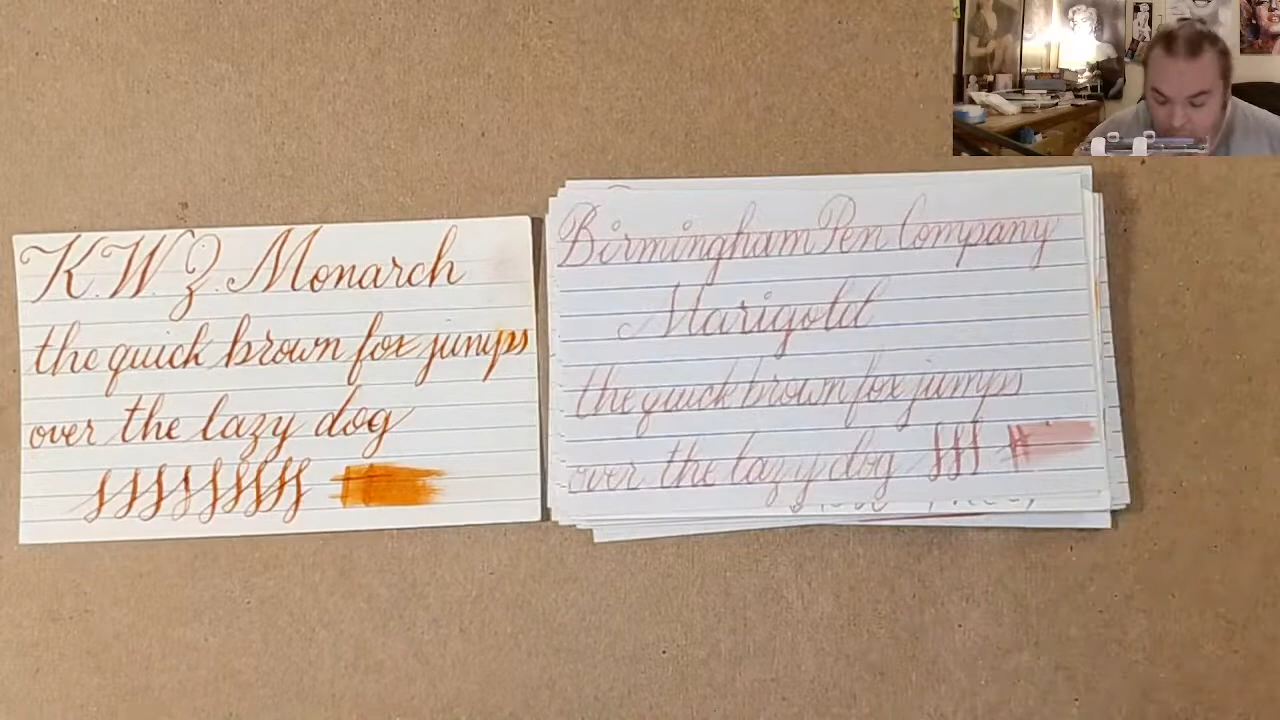 K.W.Z. Monarch
the quick brown fox jumps
over the lazy dog
Birmingham Pen Company
Marigold
the quick brown fox jumps
over the lazy dog